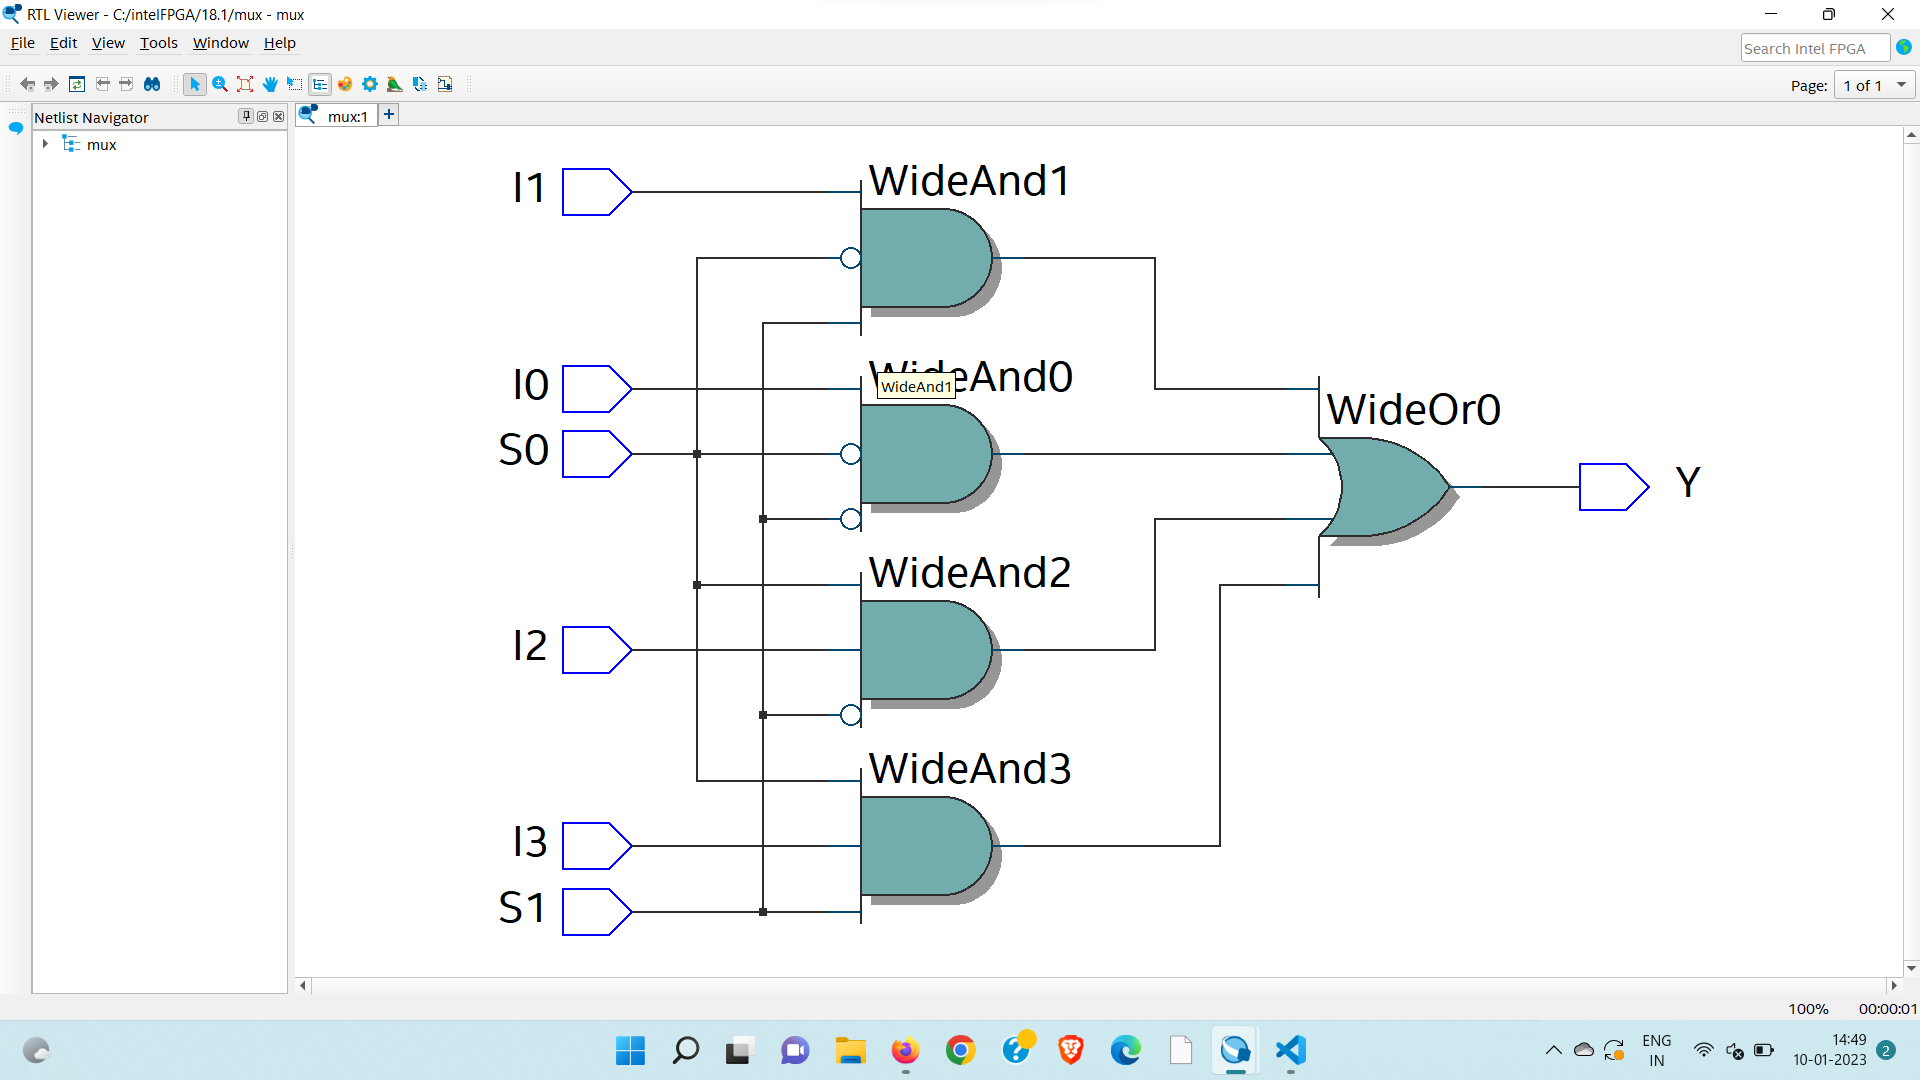 RTL Viewer - C:/intelFPGA/18.1/mux - mux
File Edit View Tools Window Help
Search Intel FPGA
Page: 1 of 1
Netlist Navigator
mux:1
mux
I1
WideAnd1
I0
WideAnd1
S0
WideOr0
Y
WideAnd2
I2
WideAnd3
I3
S1
100% 00:00:01
ENG
IN
14:49
10-01-2023
2